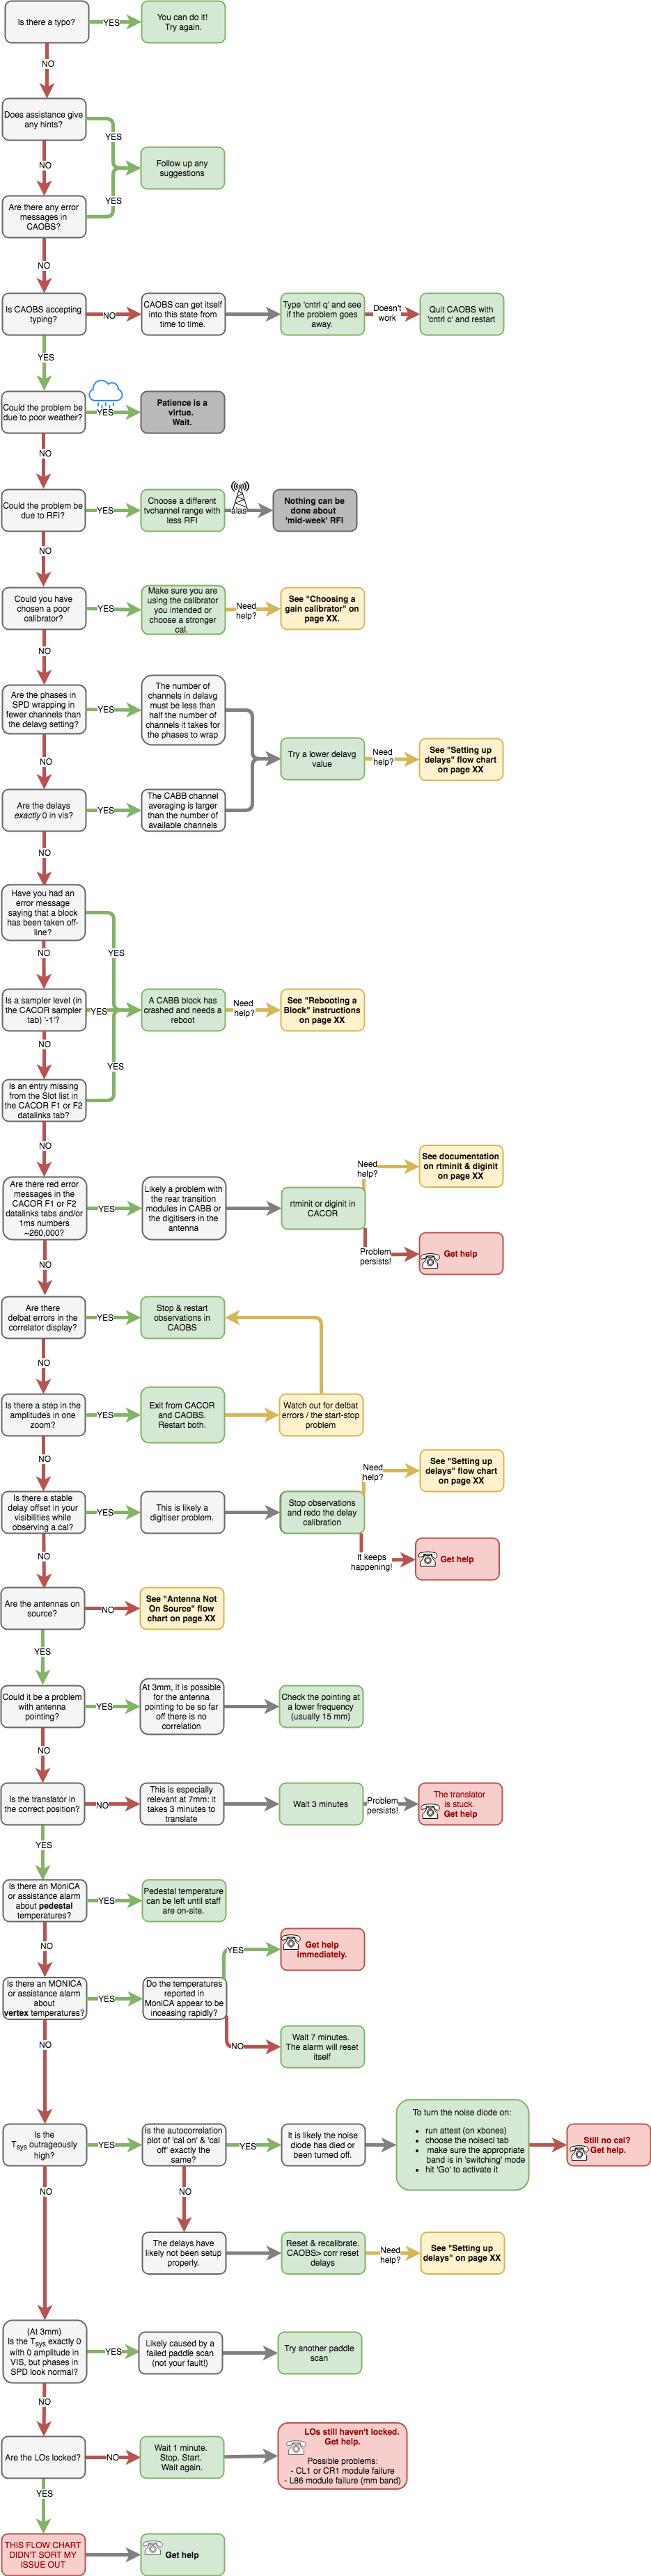 Is there a typo?
YES
You can do it!
Try again.
NO
Does assistance give
any hints?
YES
Follow up any
suggestions
NO
YES
Are there any error
messages in
CAOBS?
NO
Is CAOBS accepting
typing?
NO
CAOBS can get itself
into this state from
time to time.
Type 'cntrl q' and see
if the problem goes
away.
Doesn't
work
Quit CAOBS with
'cntrl c' and restart
YES
Could the problem be
due to poor weather?
YES
Patience is a
virtue.
Wait.
NO
Could the problem be
due to RFI?
YES
Choose a different
tvchannel range with
less RFI
alas
Nothing can be
done about
'mid-week' RFI
NO
Could you have
chosen a poor
calibrator?
YES
Make sure you are
using the calibrator
you intended or
choose a stronger
cal.
Need
help?
See "Choosing a
gain calibrator" on
page XX.
NO
Are the phases in
SPD wrapping in
fewer channels than
the delavg setting?
YES
The number of
channels in delavg
must be less than
half the number of
channels it takes for
the phases to wrap
Try a lower delavg
value
Need
help?
See "Setting up
delays" flow chart
on page XX
NO
Are the delays
exactly 0 in vis?
YES
The CABB channel
averaging is larger
than the number of
available channels
NO
Have you had an
error message
saying that a block
has been taken off-
line?
YES
NO
Is a sampler level (in
the CACOR sampler
tab) '-1'?
YES
A CABB block has
crashed and needs a
reboot
Need
help?
See "Rebooting a
Block" instructions
on page XX
NO
YES
Is an entry missing
from the Slot list in
the CACOR F1 or F2
datalinks tab?
NO
Are there red error
messages in the
CACOR F1 or F2
datalinks tabs and/or
1ms numbers
~260,000?
YES
Likely a problem with
the rear transition
modules in CABB or
the digitisers in the
antenna
rtminit or diginit in
CACOR
Need
help?
See documentation
on rtminit & diginit
on page XX
Problem
persists!
Get help
NO
Are there
delbat errors in the
correlator display?
YES
Stop & restart
observations in
CAOBS
NO
Is there a step in the
amplitudes in one
zoom?
YES
Exit from CACOR
and CAOBS.
Restart both.
Watch out for delbat
errors / the start-stop
problem
NO
Is there a stable
delay offset in your
visibilities while
observing a cal?
YES
This is likely a
digitiser problem.
Stop observations
and redo the delay
calibration
Need
help?
See "Setting up
delays" flow chart
on page XX
It keeps
happening!
Get help
NO
Are the antennas on
source?
NO
See "Antenna Not
On Source" flow
chart on page XX
YES
Could it be a problem
with antenna
pointing?
YES
At 3mm, it is possible
for the antenna
pointing to be so far
off there is no
correlation
Check the pointing at
a lower frequency
(usually 15 mm)
NO
Is the translator in
the correct position?
NO
This is especially
relevant at 7mm: it
takes 3 minutes to
translate
Wait 3 minutes
Problem
persists!
The translator
is stuck.
Get help
YES
Is there an MoniCA
or assistance alarm
about pedestal
temperatures?
YES
Pedestal temperature
can be left until staff
are on-site.
NO
Is there an MONICA
or assistance alarm
about
vertex temperatures?
YES
Do the temperatures
reported in
MoniCA appear to be
inceasing rapidly?
YES
Get help
immediately.
NO
Wait 7 minutes.
The alarm will reset
itself
NO
Is the
Tsys outrageously
high?
YES
Is the autocorrelation
plot of 'cal on' & 'cal
off' exactly the
same?
YES
It is likely the noise
diode has died or
been turned off.
To turn the noise diode on:
• run attest (on xbones)
• choose the noisecl tab
• make sure the appropriate
band is in 'switching' mode
• hit 'Go' to activate it
Still no cal?
Get help.
NO
NO
The delays have
likely not been setup
properly.
Reset & recalibrate.
CAOBS> corr reset
delays
Need
help?
See "Setting up
delays" on page XX
(At 3mm)
Is the Tsys exactly 0
with 0 amplitude in
VIS, but phases in
SPD look normal?
YES
Likely caused by a
failed paddle scan
(not your fault!)
Try another paddle
scan
NO
Are the LOs locked?
NO
Wait 1 minute.
Stop. Start.
Wait again.
LOs still haven't locked.
Get help.
Possible problems:
- CL1 or CR1 module failure
- L86 module failure (mm band)
YES
THIS FLOW CHART
DIDN'T SORT MY
ISSUE OUT
Get help